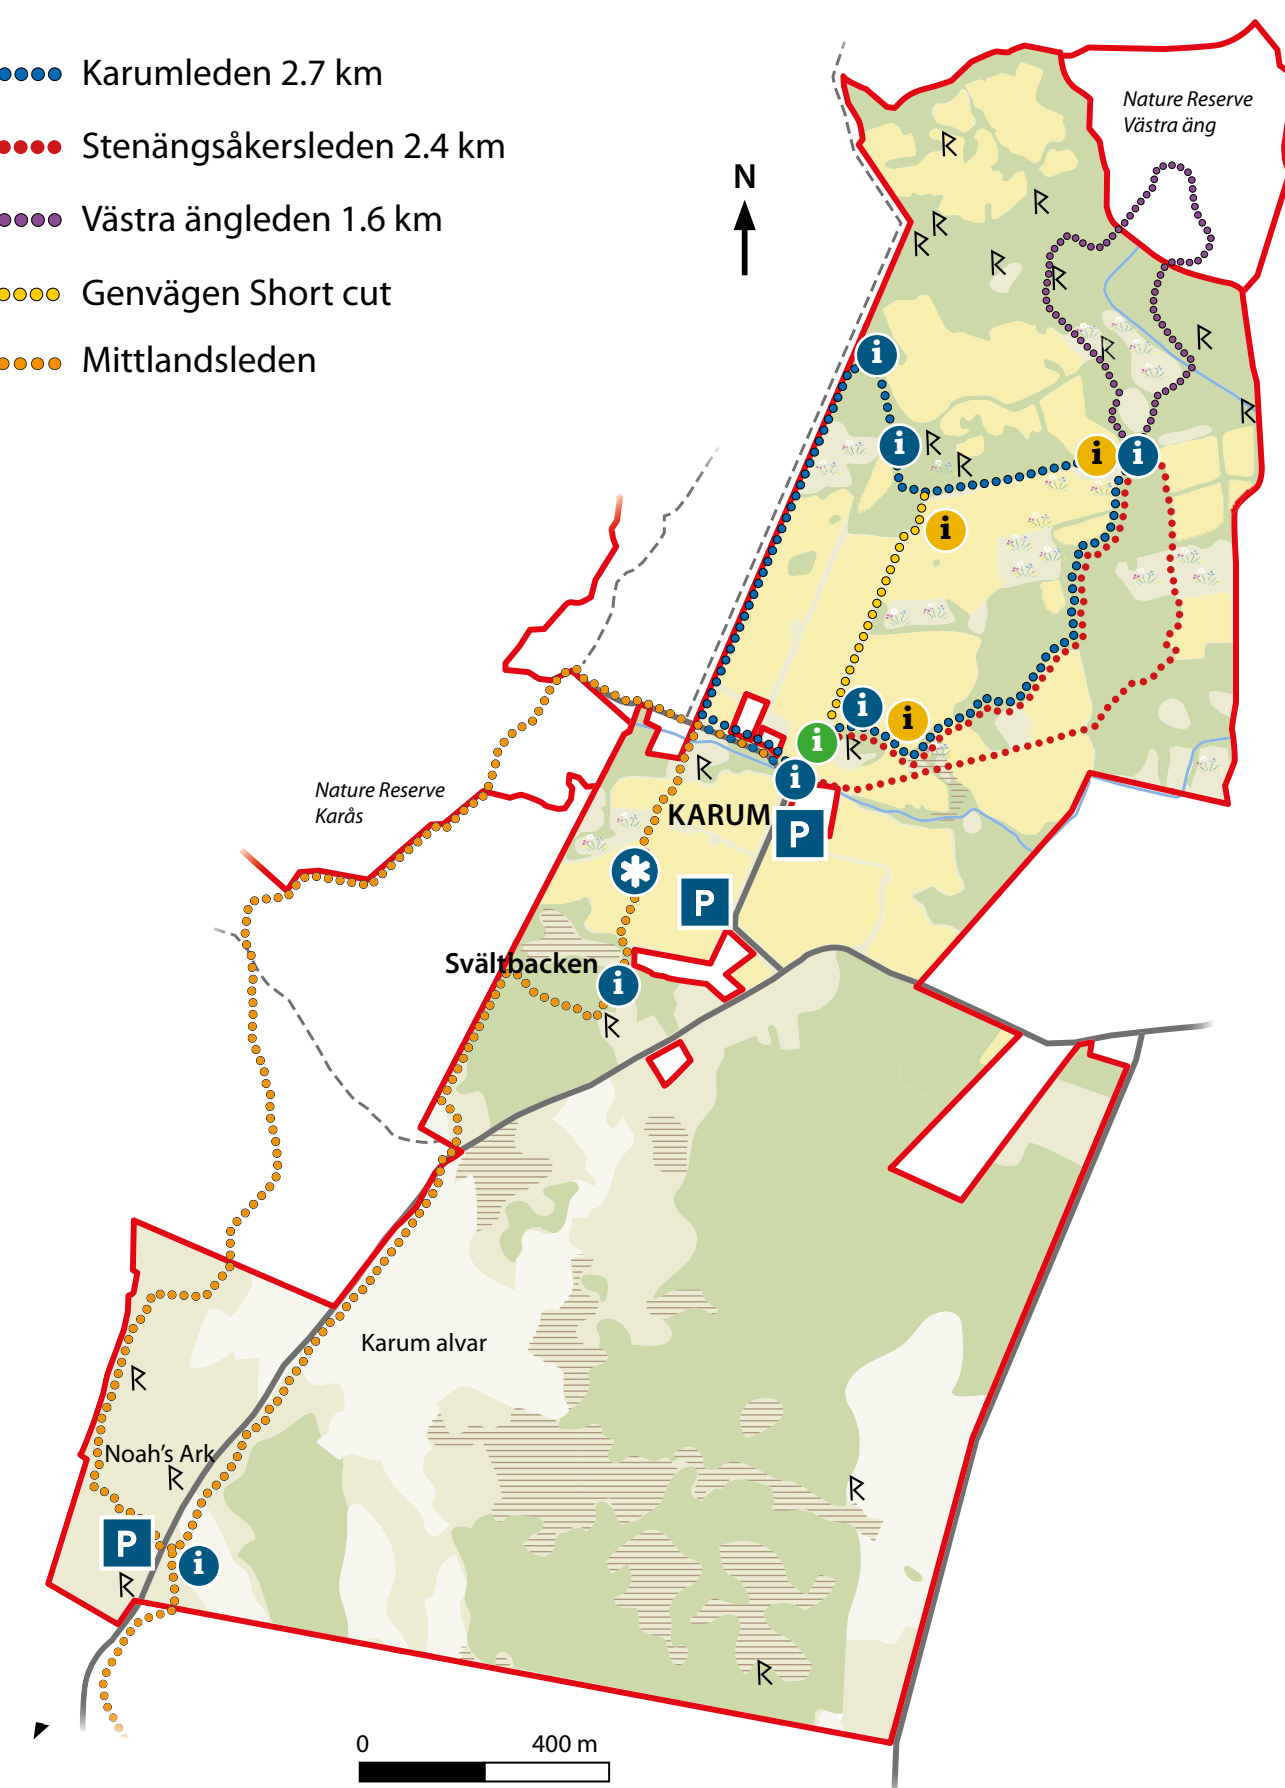 Karumleden 2.7 km
Stenängsåkersleden 2.4 km
Västra ängleden 1.6 km
Genvägen Short cut
Mittlandsleden
N
Nature Reserve
Västra äng
i
i
i
i
i
i
i
i
i
Nature Reserve
Karås
KARUM
P
P
Svältbacken
i
Karum alvar
Noah's Ark
P
i
0 400 m